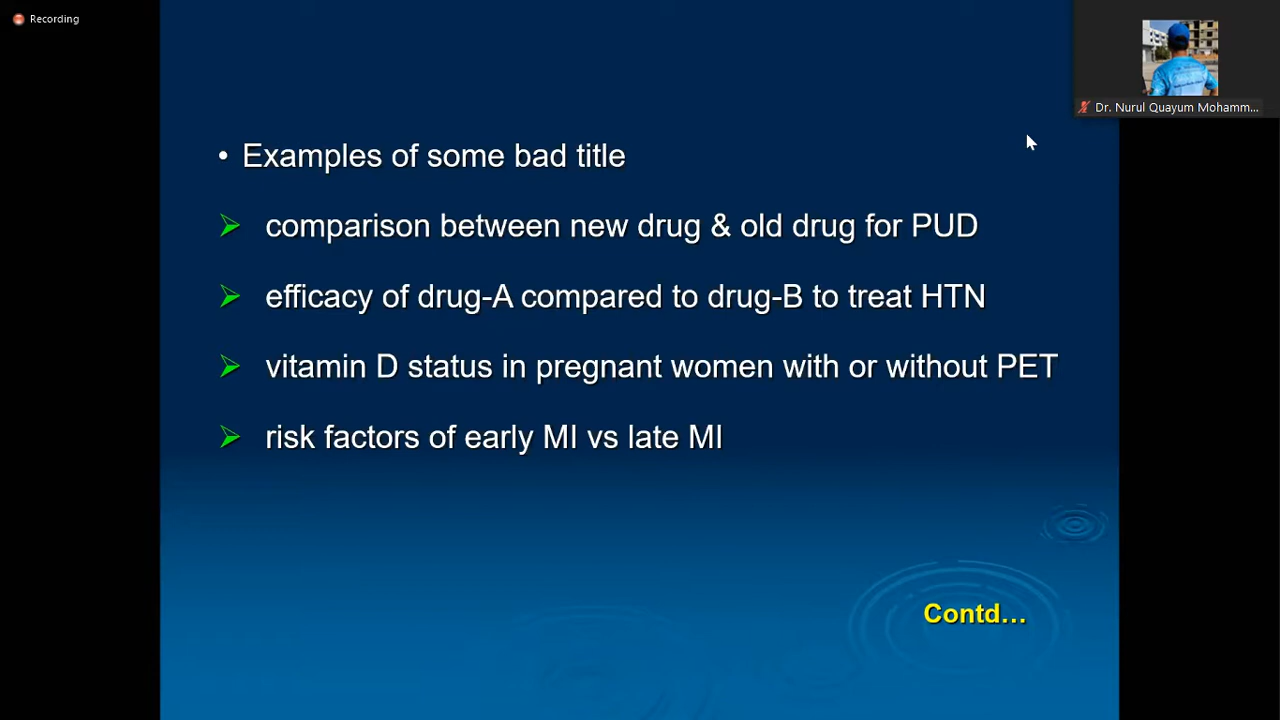 Recording
Dr. Nurul Quayum Mohamm...
• Examples of some bad title
➢ comparison between new drug & old drug for PUD
➢ efficacy of drug-A compared to drug-B to treat HTN
➢ vitamin D status in pregnant women with or without PET
➢ risk factors of early MI vs late MI
Contd...